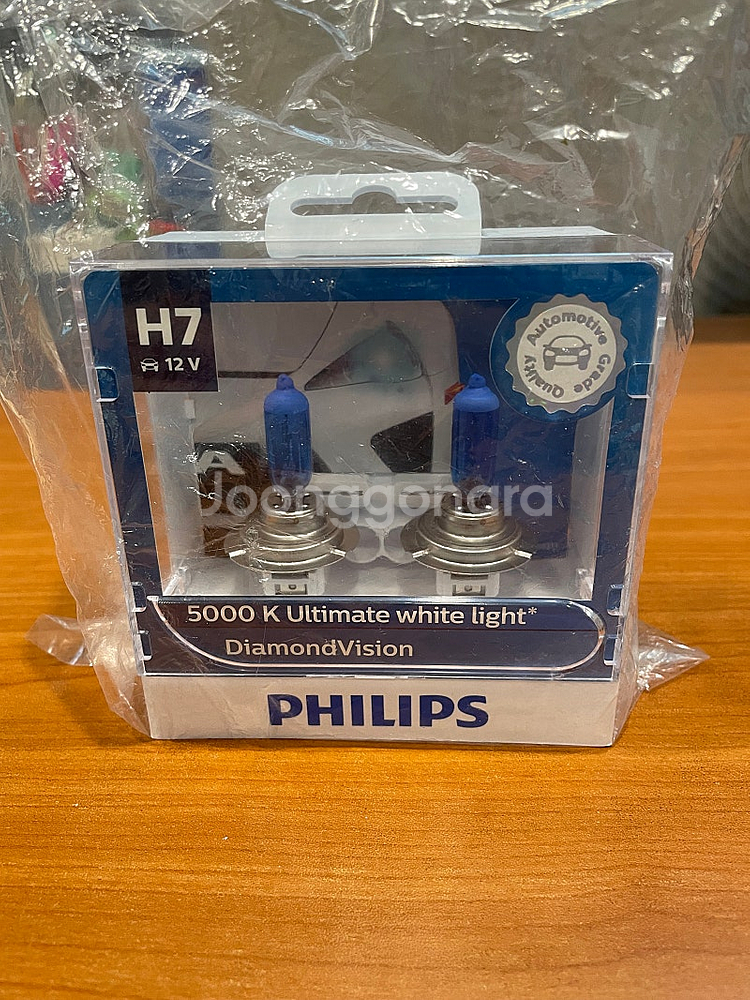 H7
12 V
Automotive Grade
Quality
A
Joonggonara
5000 K Ultimate white light*
DiamondVision
PHILIPS